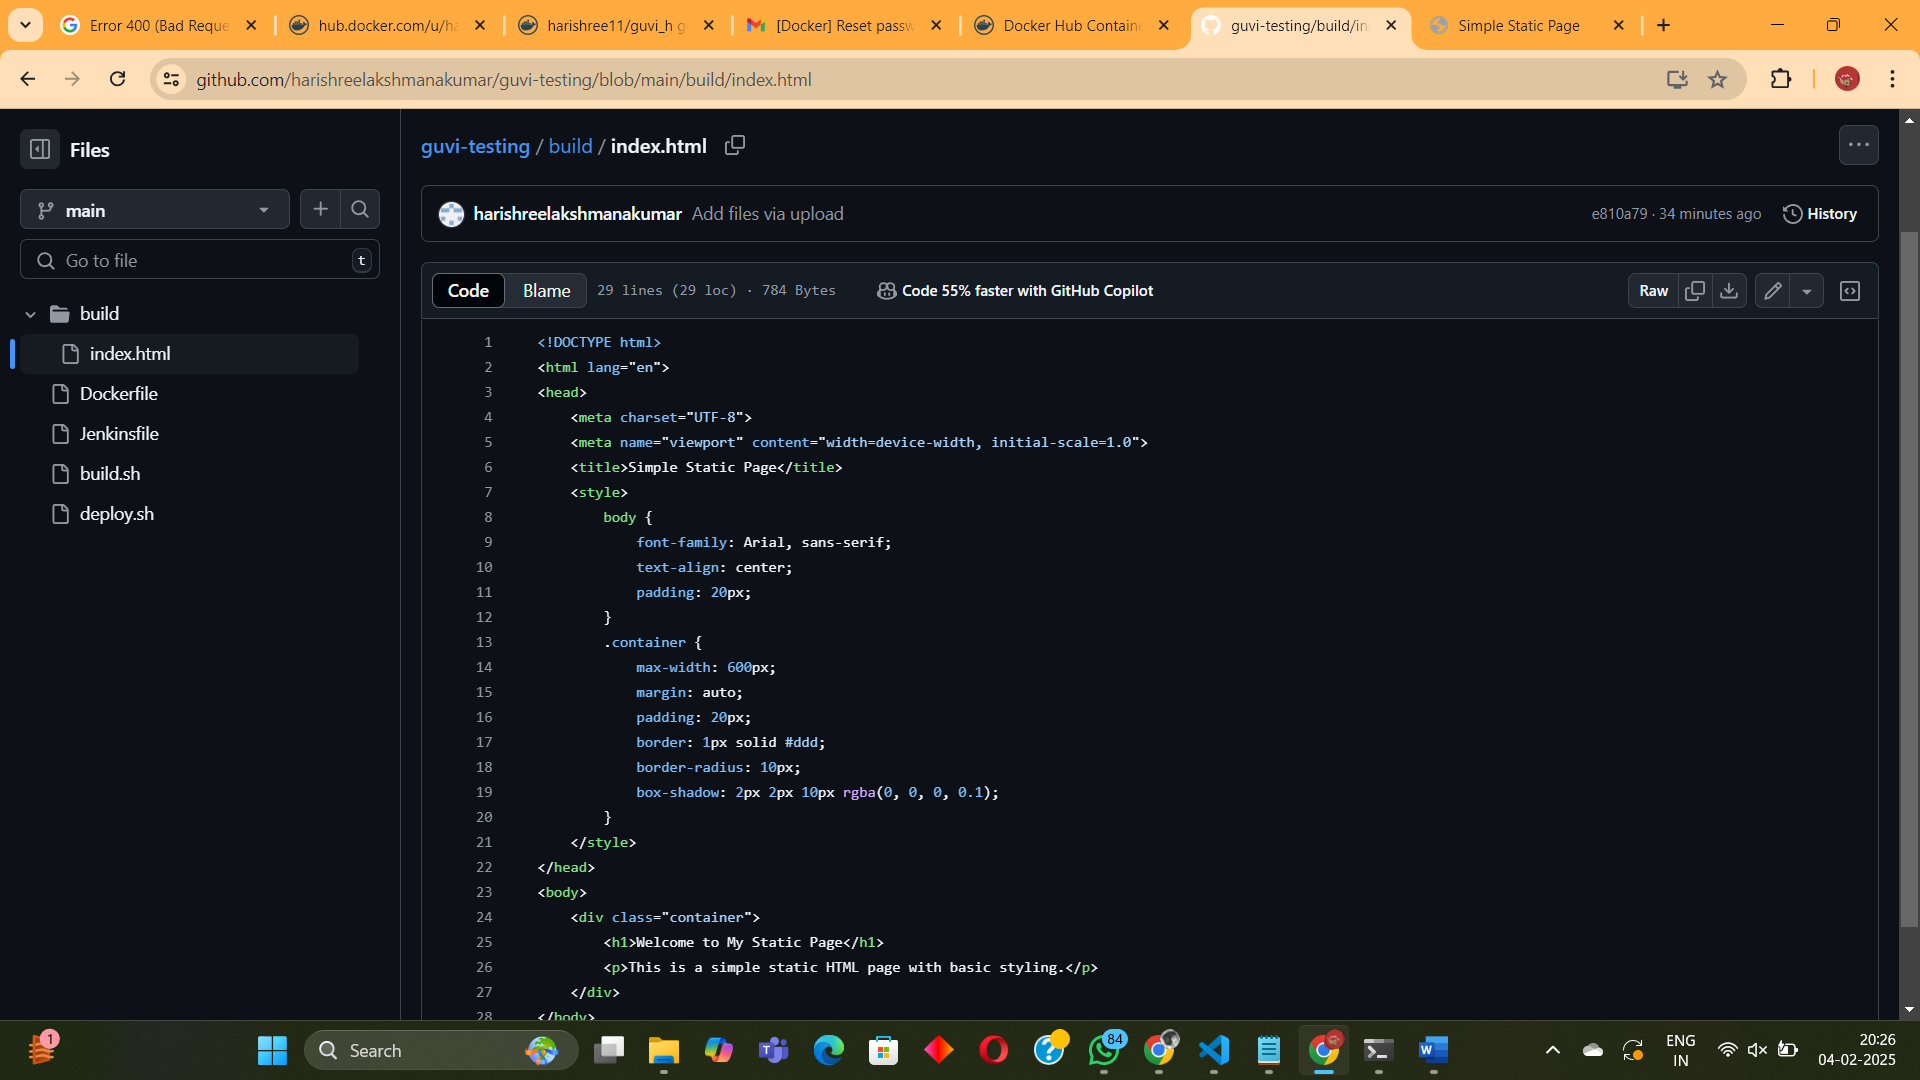 Error 400 (Bad Reque
hub.docker.com/u/ha
harishree11/guvi_h g
[Docker] Reset passw
Docker Hub Containe
guvi-testing/build/in
Simple Static Page
github.com/harishreelakshmanakumar/guvi-testing/blob/main/build/index.html
Files
main
Go to file
t
build
index.html
Dockerfile
Jenkinsfile
build.sh
deploy.sh
guvi-testing / build / index.html
harishreelakshmanakumar Add files via upload
e810a79 · 34 minutes ago
History
Code
Blame
29 lines (29 loc) · 784 Bytes
Code 55% faster with GitHub Copilot
Raw
1 <!DOCTYPE html>
2 <html lang="en">
3 <head>
4 <meta charset="UTF-8">
5 <meta name="viewport" content="width=device-width, initial-scale=1.0">
6 <title>Simple Static Page</title>
7 <style>
8 body {
9 font-family: Arial, sans-serif;
10 text-align: center;
11 padding: 20px;
12 }
13 .container {
14 max-width: 600px;
15 margin: auto;
16 padding: 20px;
17 border: 1px solid #ddd;
18 border-radius: 10px;
19 box-shadow: 2px 2px 10px rgba(0, 0, 0, 0.1);
20 }
21 </style>
22 </head>
23 <body>
24 <div class="container">
25 <h1>Welcome to My Static Page</h1>
26 <p>This is a simple static HTML page with basic styling.</p>
27 </div>
28 </body>
1
Search
84
ENG
IN
20:26
04-02-2025